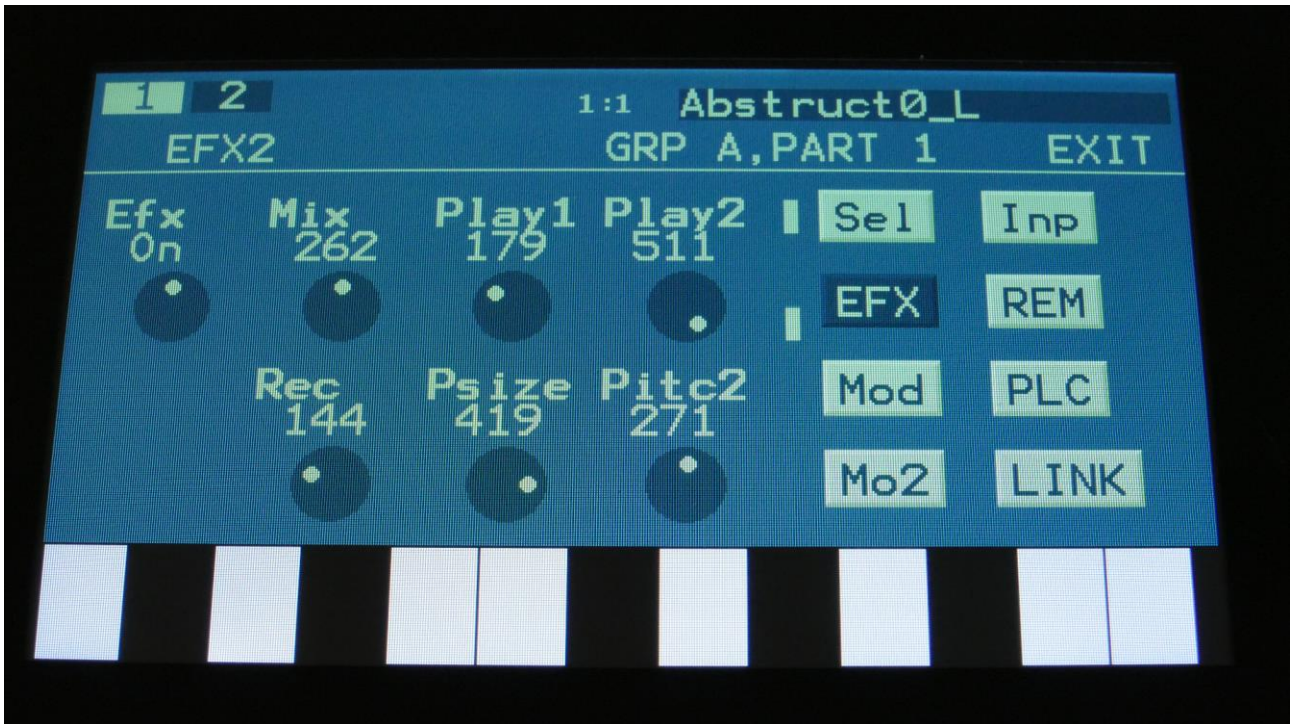 1 2 1:1 Abstruct0_L
EFX2 GRP A,PART 1 EXIT
Efx Mix Play1 Play2 Sel Inp
On 262 179 511
EFX REM
Rec Psize Pitc2 Mod PLC
144 419 271
Mo2 LINK